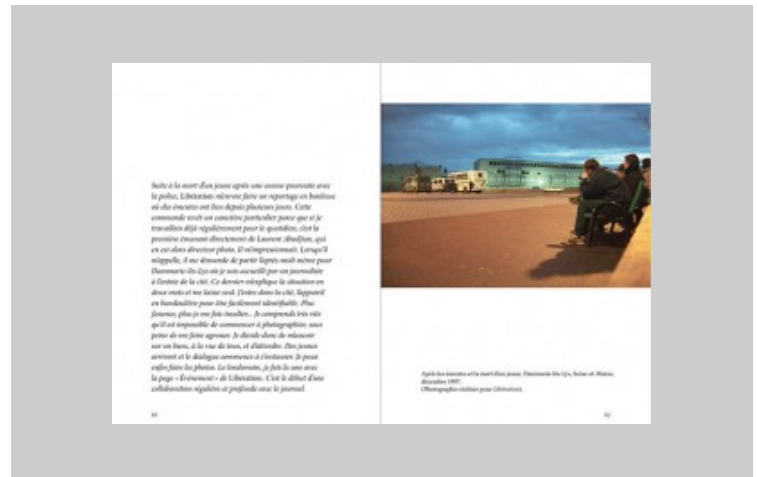 Suite à la mort d'un jeune après une course-poursuite avec
la police, Libération m'envoie faire un reportage en banlieue
où des émeutes ont lieu depuis plusieurs jours. Cette
commande revêt un caractère particulier parce que si je
travaillais déjà régulièrement pour le quotidien, c'est la
première émanant directement de Laurent Abadjian, qui
en est alors directeur photo. Il m'impressionnait. Lorsqu'il
m'appelle, il me demande de partir l'après-midi même pour
Dammarie-lès-Lys où je suis accueilli par un journaliste
à l'entrée de la cité. Ce dernier m'explique la situation en
deux mots et me laisse seul. J'entre dans la cité, l'appareil
en bandoulière pour être facilement identifiable. Plus
j'avance, plus je me fais insulter... Je comprends très vite
qu'il est impossible de commencer à photographier, sous
peine de me faire agresser. Je décide donc de m'asseoir
sur un banc, à la vue de tous, et d'attendre. Des jeunes
arrivent et le dialogue commence à s'instaurer. Je peux
enfin faire les photos. Le lendemain, je fais la une avec
la page « Événement » de Libération. C'est le début d'une
collaboration régulière et profonde avec le journal.
Après les émeutes et la mort d'un jeune, Dammarie-lès-Lys, Seine-et-Marne,
décembre 1997.
(Photographie réalisée pour Libération).